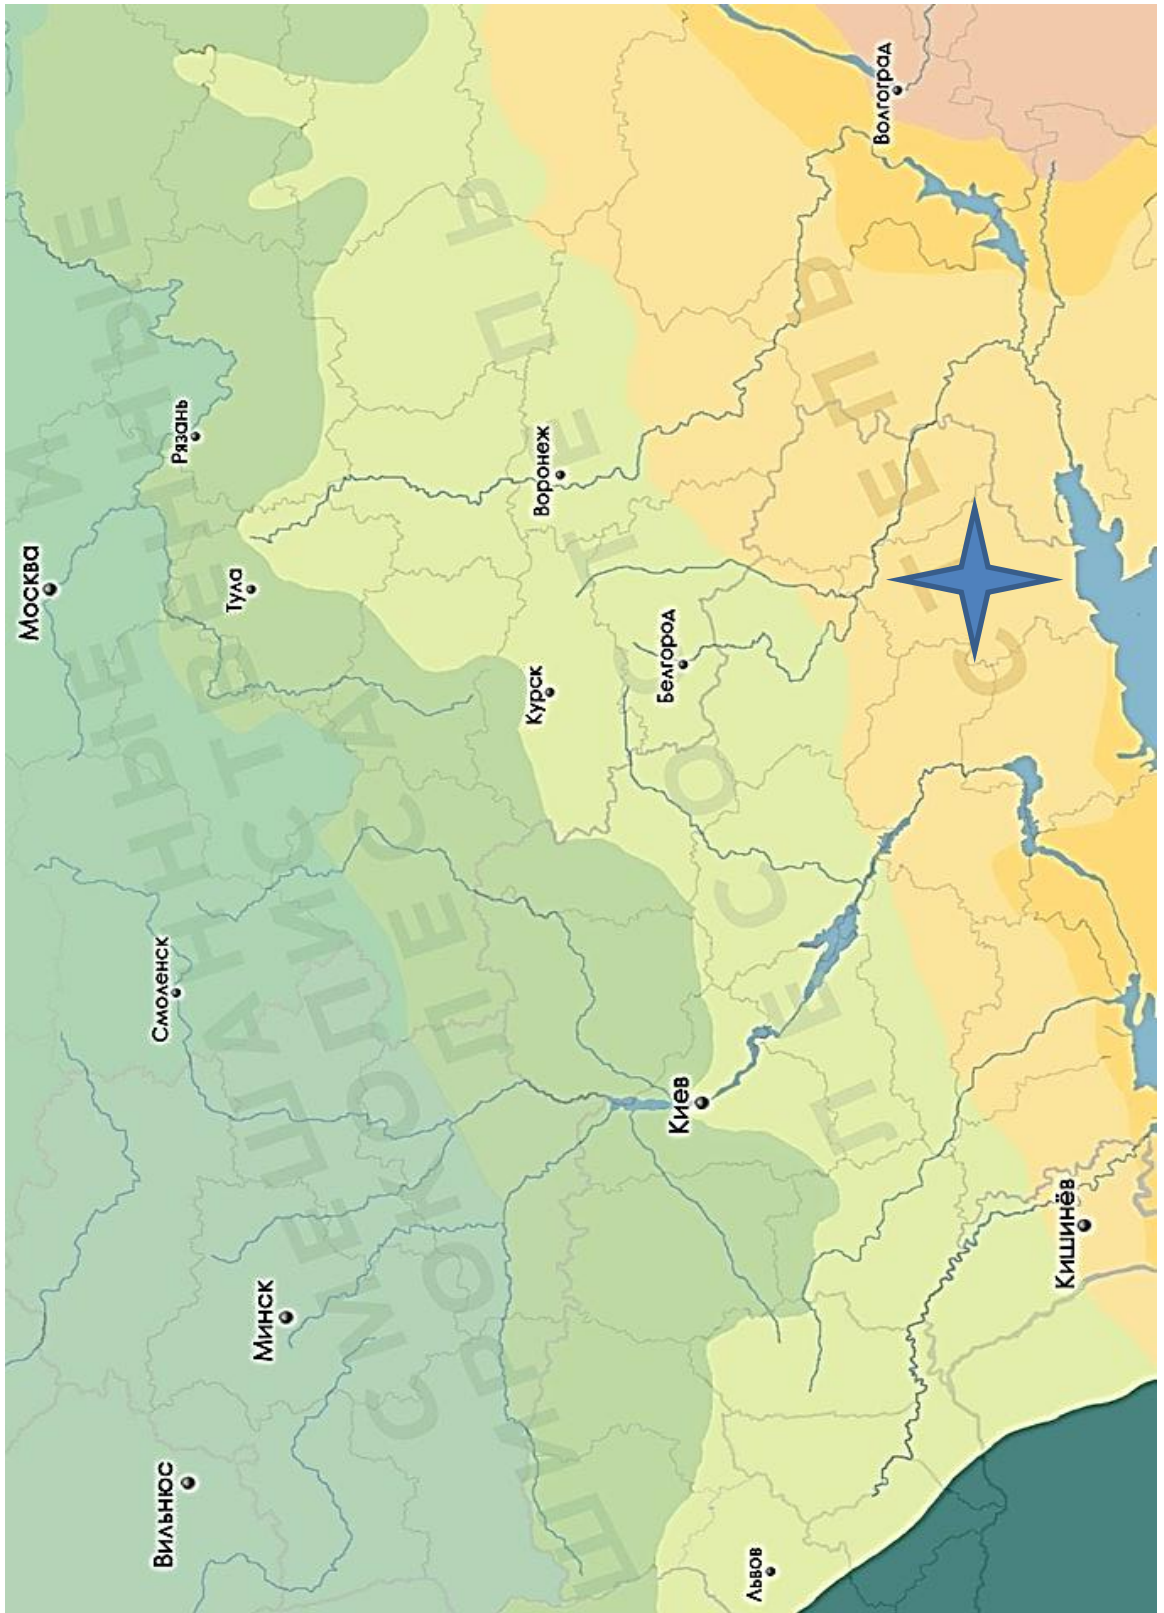 СМЕШАННЫЕ И
ШИРОКОЛИСТВЕННЫЕ
ЛЕСА
ЛЕСОСТЕПЬ
СТЕПЬ
Вильнюс
Минск
Смоленск
Москва
Тула
Рязань
Львов
Киев
Курск
Белгород
Воронеж
Кишинёв
Волгоград